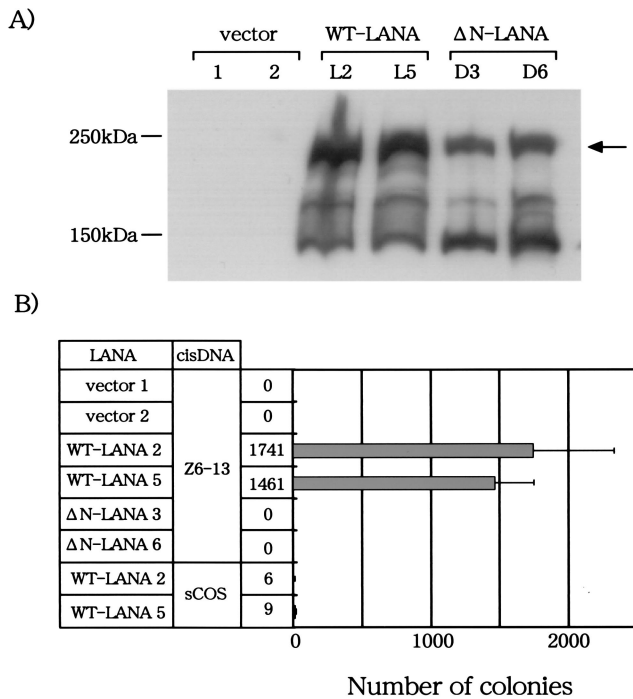 A)
vector WT-LANA ΔN-LANA
1 2 L2 L5 D3 D6
250kDa
150kDa
B)
LANA cisDNA
vector 1 0
vector 2 0
WT-LANA 2 1741
Z6-13
WT-LANA 5 1461
ΔN-LANA 3 0
ΔN-LANA 6 0
WT-LANA 2 6
sCOS
WT-LANA 5 9
0 1000 2000
Number of colonies